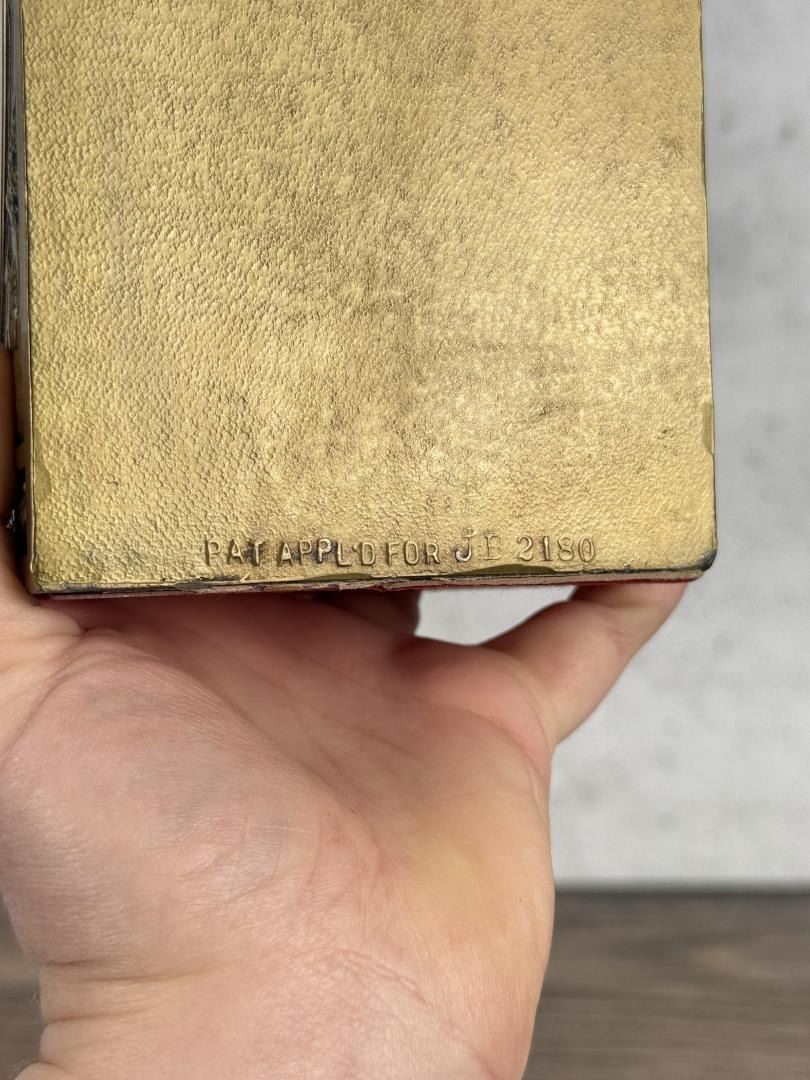 PAT APPL'D FOR JB 2180